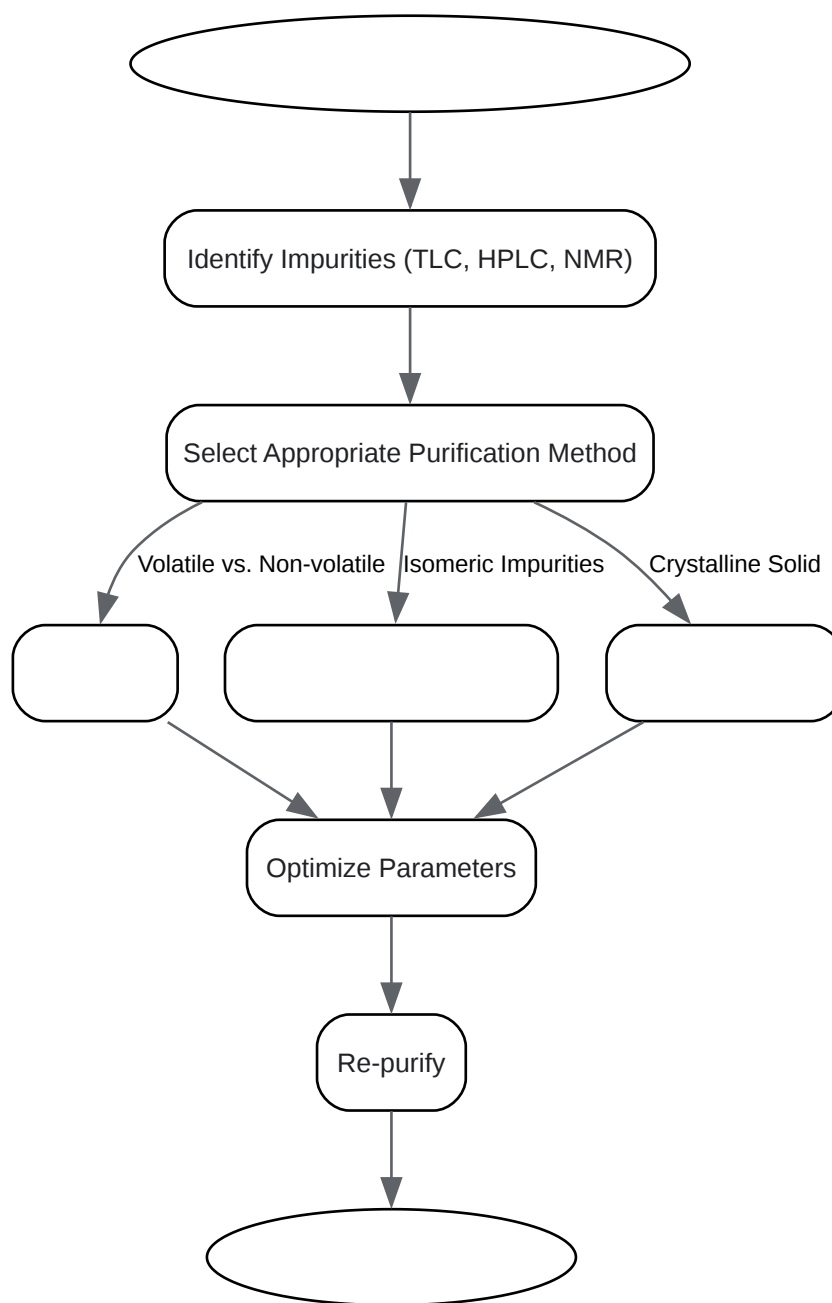 Identify Impurities (TLC, HPLC, NMR)
Select Appropriate Purification Method
Volatile vs. Non-volatile
Isomeric Impurities
Crystalline Solid
Optimize Parameters
Re-purify